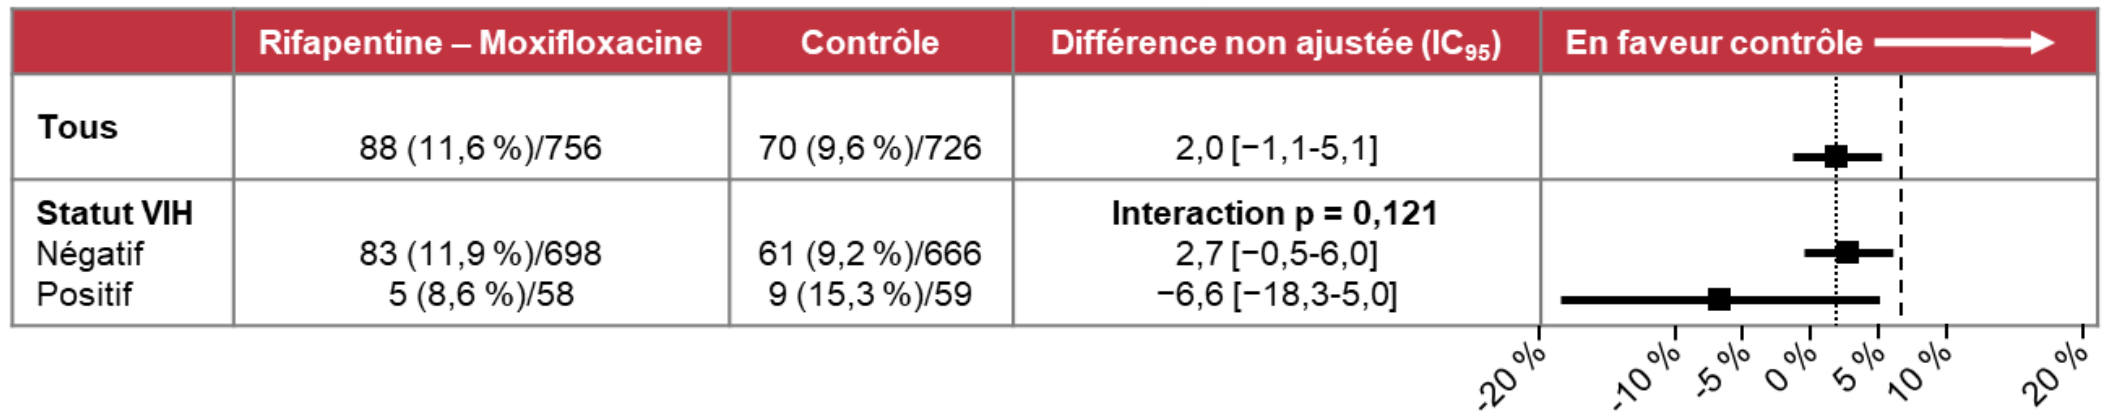 Rifapentine – Moxifloxacine Contrôle Différence non ajustée (IC95) En faveur contrôle
Tous
88 (11,6 %)/756 70 (9,6 %)/726 2,0 [−1,1-5,1]
Statut VIH Interaction p = 0,121
Négatif 83 (11,9 %)/698 61 (9,2 %)/666 2,7 [−0,5-6,0]
Positif 5 (8,6 %)/58 9 (15,3 %)/59 −6,6 [−18,3-5,0]
-20 % -10 % -5 % 0 % 5 % 10 % 20 %